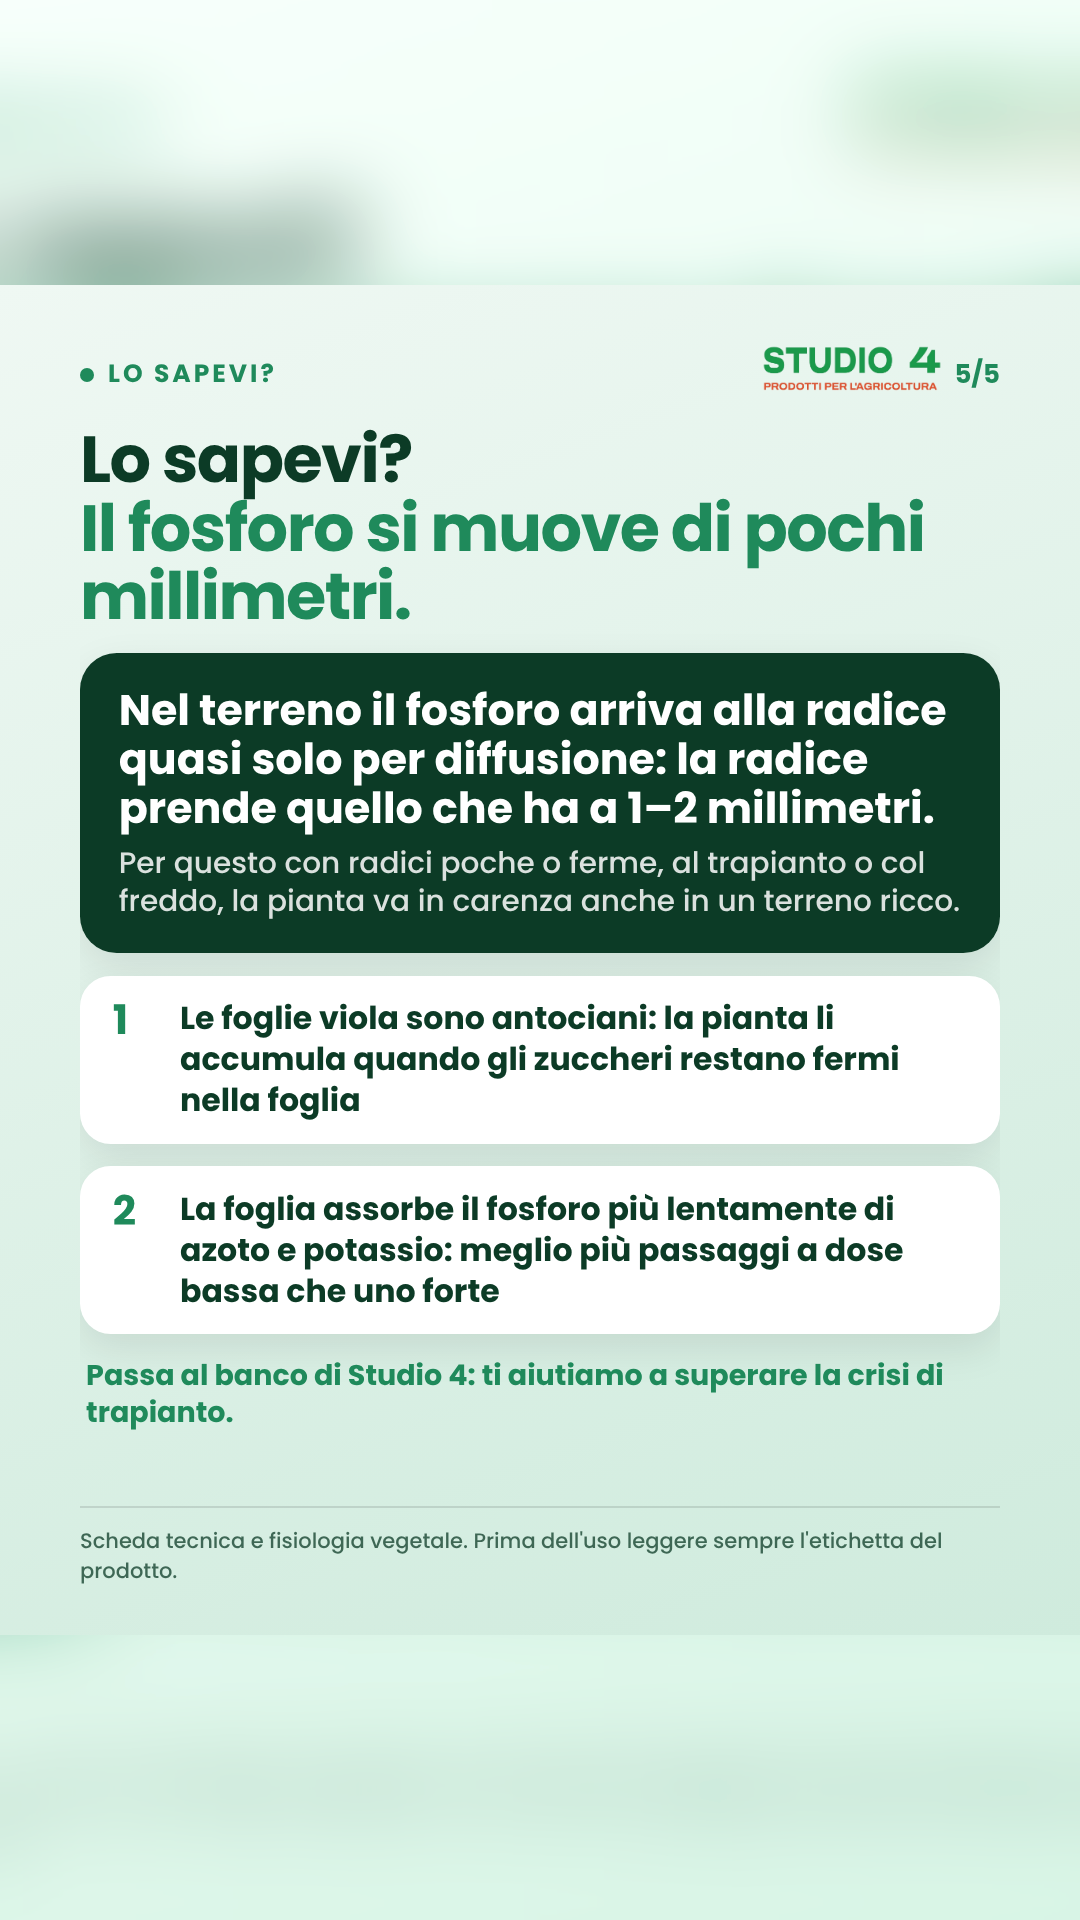 LO SAPEVI?
STUDIO 4
PRODOTTI PER L'AGRICOLTURA
5/5
Lo sapevi?
Il fosforo si muove di pochi
millimetri.
Nel terreno il fosforo arriva alla radice
quasi solo per diffusione: la radice
prende quello che ha a 1–2 millimetri.
Per questo con radici poche o ferme, al trapianto o col
freddo, la pianta va in carenza anche in un terreno ricco.
1
Le foglie viola sono antociani: la pianta li
accumula quando gli zuccheri restano fermi
nella foglia
2
La foglia assorbe il fosforo più lentamente di
azoto e potassio: meglio più passaggi a dose
bassa che uno forte
Passa al banco di Studio 4: ti aiutiamo a superare la crisi di
trapianto.
Scheda tecnica e fisiologia vegetale. Prima dell'uso leggere sempre l'etichetta del
prodotto.